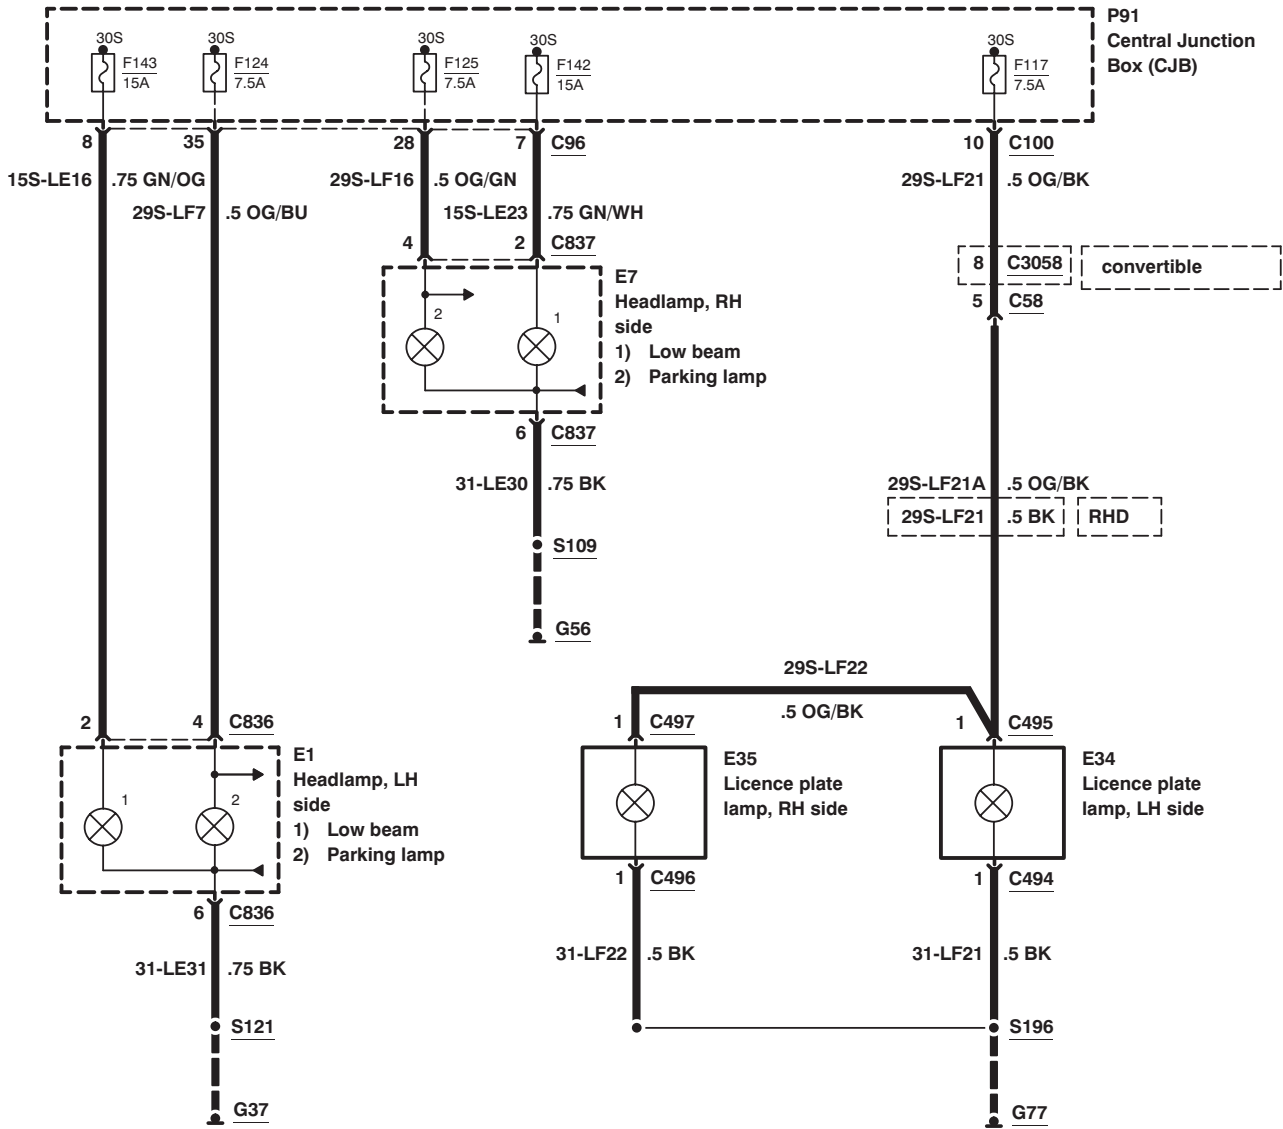 P91
Central Junction
Box (CJB)
30S
F143
15A
30S
F124
7.5A
30S
F125
7.5A
30S
F142
15A
30S
F117
7.5A
8
35
28
7
C96
10
C100
15S-LE16
.75 GN/OG
29S-LF16
.5 OG/GN
29S-LF21
.5 OG/BK
29S-LF7
.5 OG/BU
15S-LE23
.75 GN/WH
4
2
C837
8
C3058
convertible
5
C58
E7
Headlamp, RH
side
1) Low beam
2) Parking lamp
2
1
6
C837
31-LE30
.75 BK
29S-LF21A
.5 OG/BK
29S-LF21
.5 BK
RHD
S109
G56
29S-LF22
.5 OG/BK
2
4
C836
1
C497
1
C495
E1
Headlamp, LH
side
1) Low beam
2) Parking lamp
1
2
E35
Licence plate
lamp, RH side
E34
Licence plate
lamp, LH side
1
C496
1
C494
6
C836
31-LF22
.5 BK
31-LF21
.5 BK
31-LE31
.75 BK
S121
S196
G37
G77